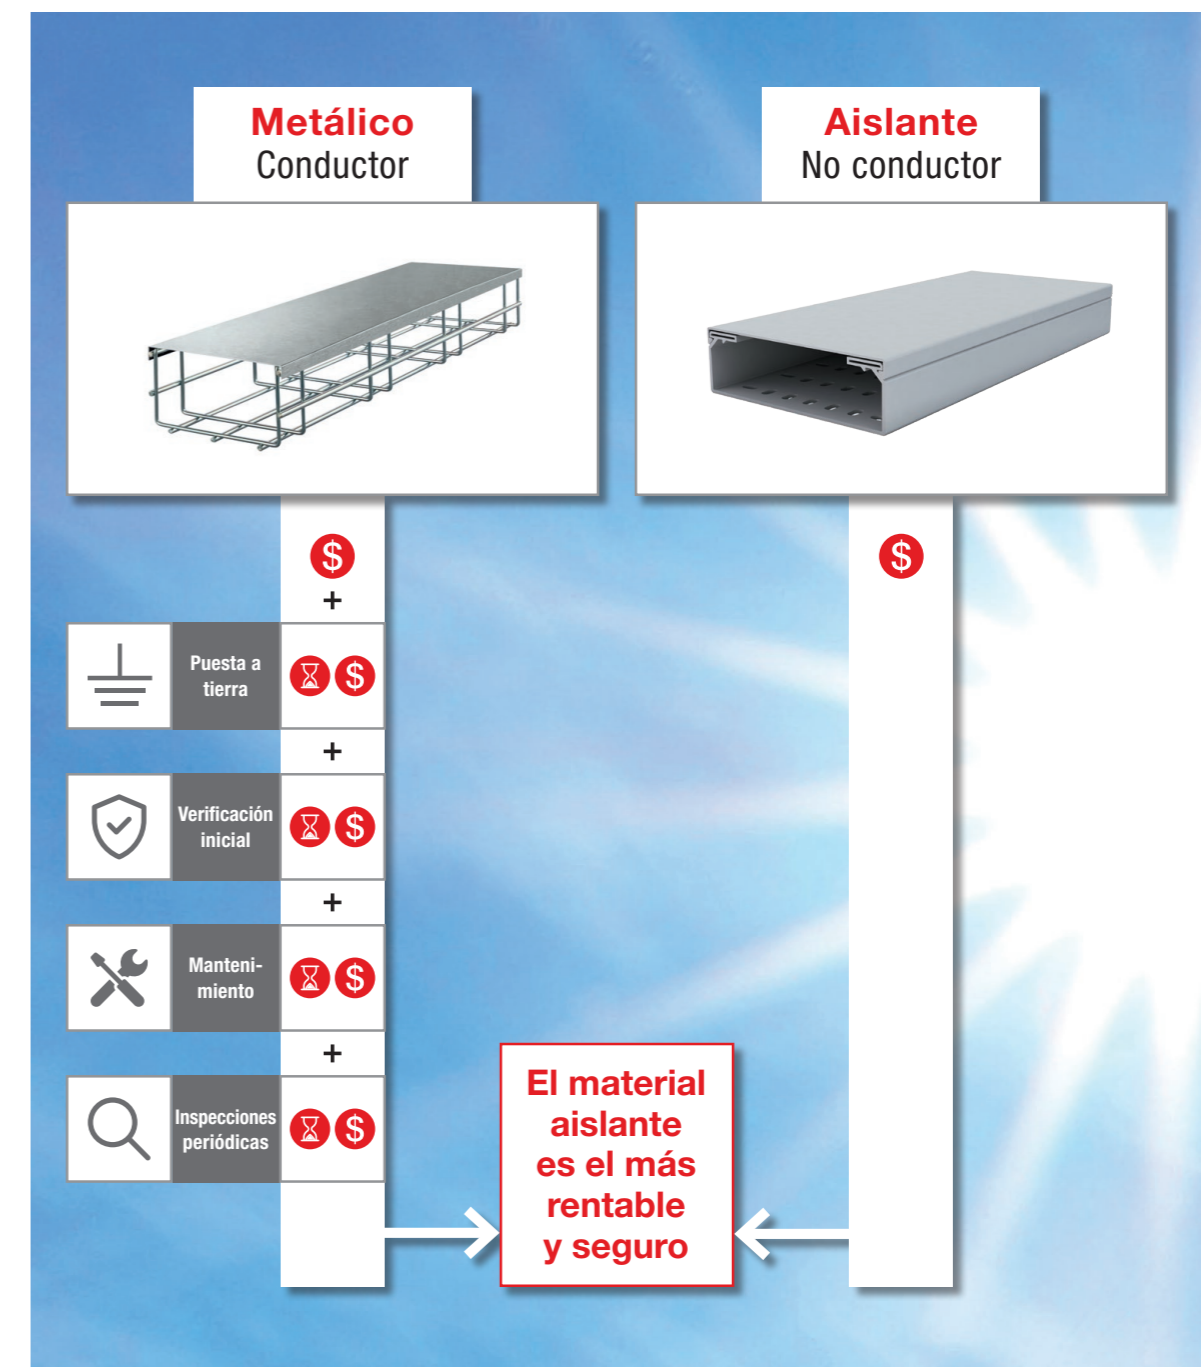 Metálico
Conductor
Aislante
No conductor
$
$
+
Puesta a
tierra
$
+
Verificación
inicial
$
+
Manteni-
miento
$
+
Inspecciones
periódicas
$
El material
aislante
es el más
rentable
y seguro